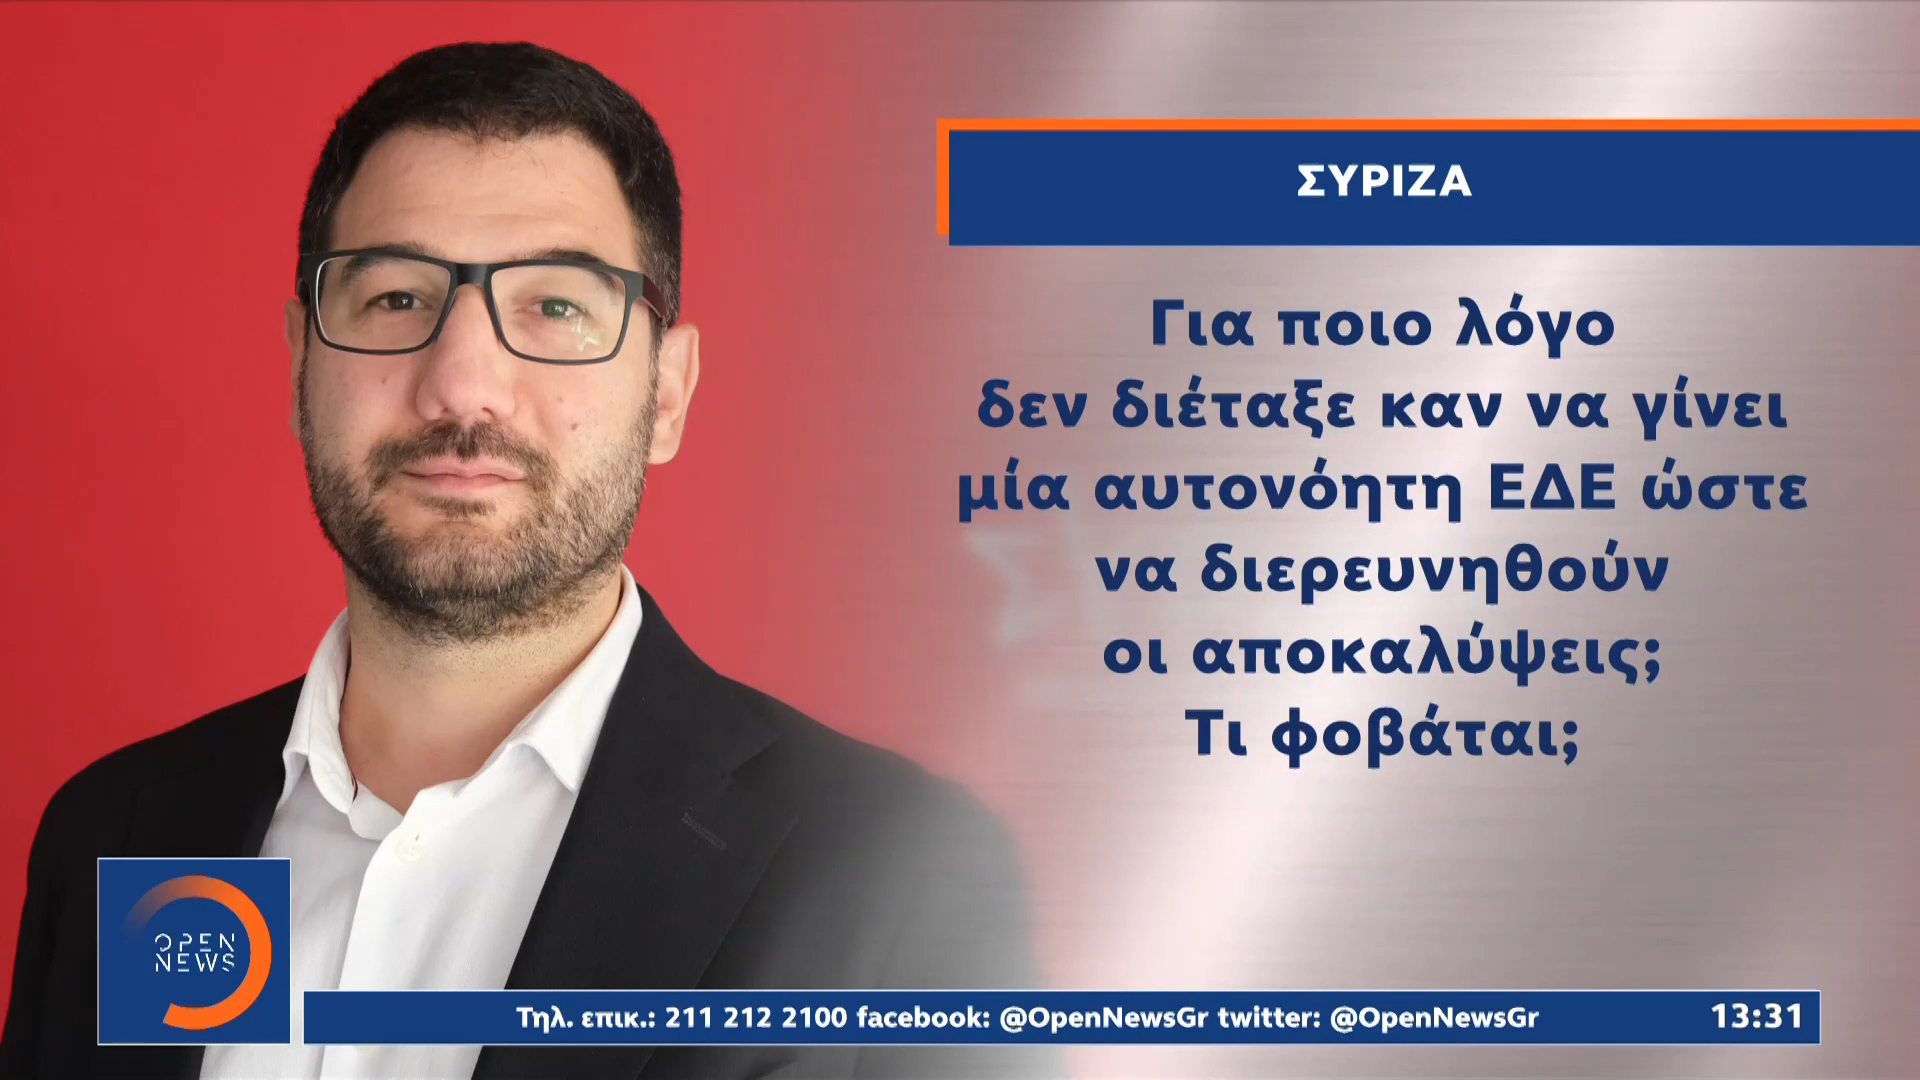 ΣΥΡΙΖΑ
Για ποιο λόγο
δεν διέταξε καν να γίνει
μία αυτονόητη ΕΔΕ ώστε
να διερευνηθούν
οι αποκαλύψεις;
Τι φοβάται;
OPEN
NEWS
Τηλ. επικ.: 211 212 2100 facebook: @OpenNewsGr twitter: @OpenNewsGr
13:31